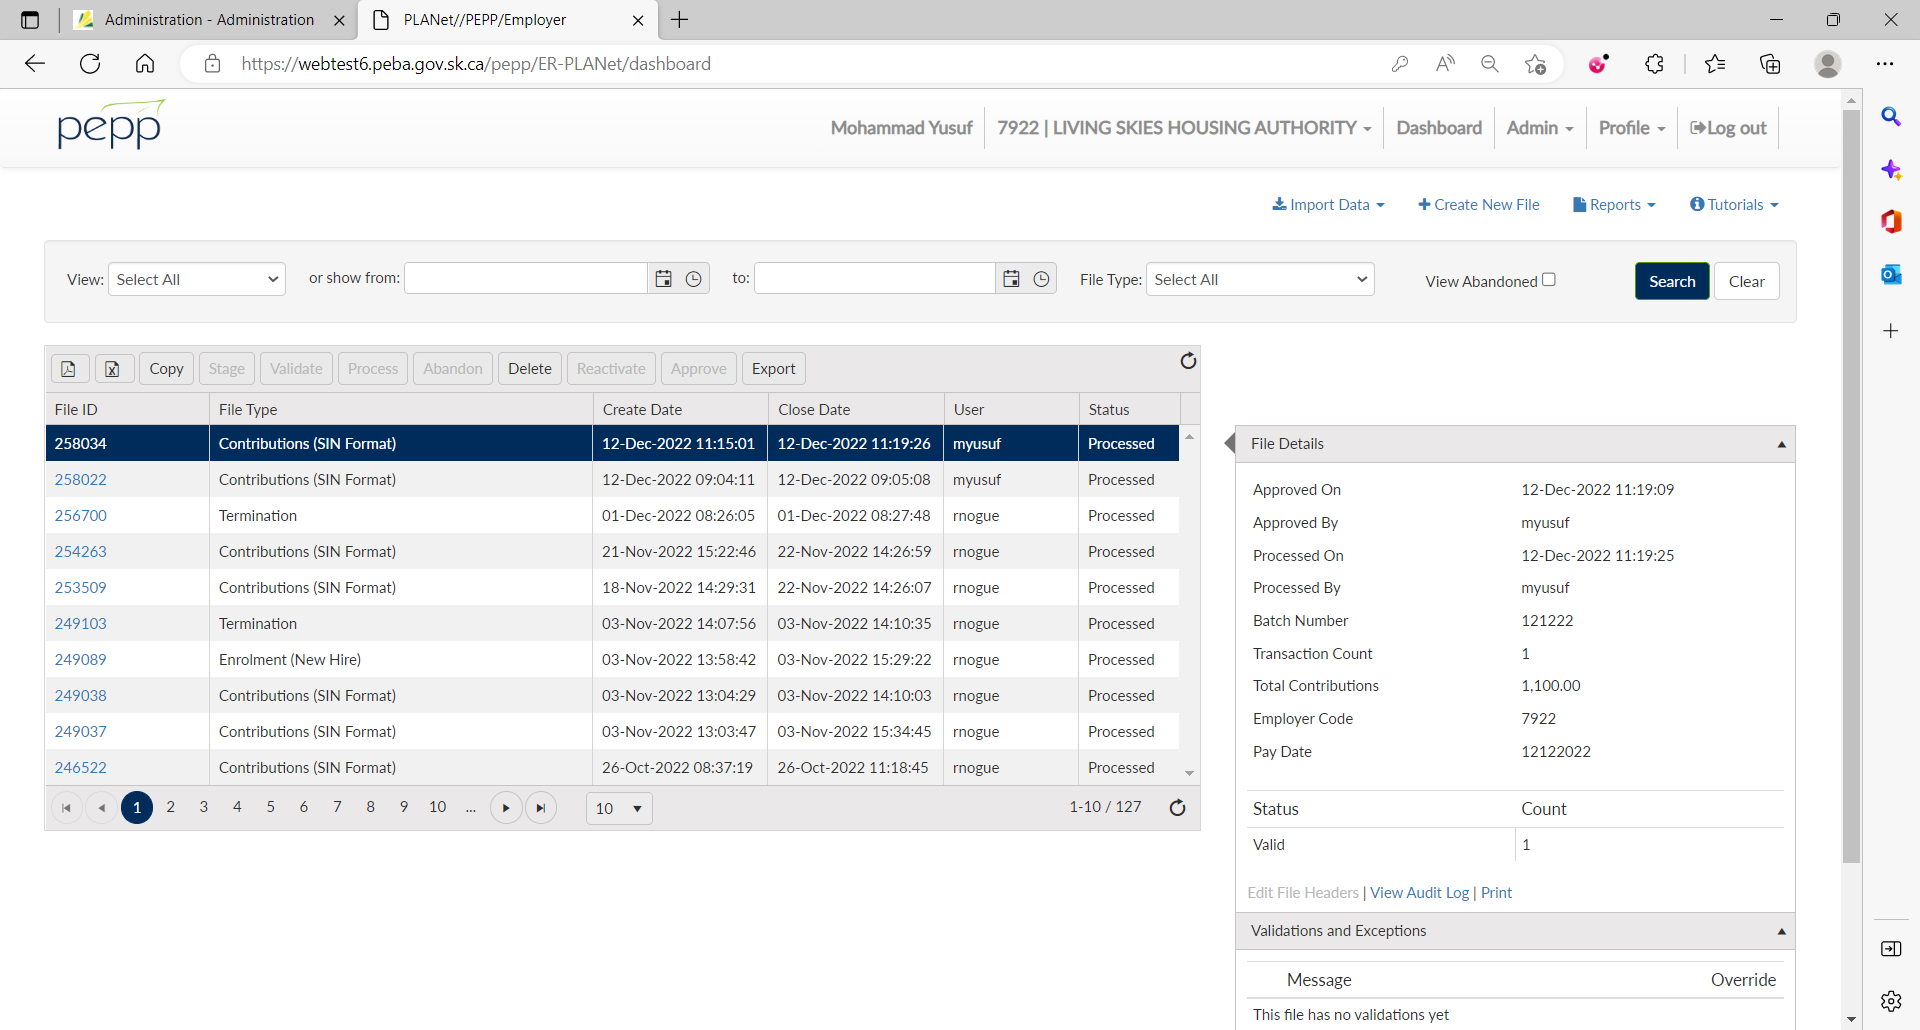 Administration - Administration
PLANet//PEPP/Employer
https://webtest6.peba.gov.sk.ca/pepp/ER-PLANet/dashboard
pepp
Mohammad Yusuf
7922 | LIVING SKIES HOUSING AUTHORITY
Dashboard
Admin
Profile
Log out
Import Data
Create New File
Reports
Tutorials
View: Select All or show from: to: File Type: Select All View Abandoned Search Clear
Copy Stage Validate Process Abandon Delete Reactivate Approve Export
File ID File Type Create Date Close Date User Status
258034 Contributions (SIN Format) 12-Dec-2022 11:15:01 12-Dec-2022 11:19:26 myusuf Processed
258022 Contributions (SIN Format) 12-Dec-2022 09:04:11 12-Dec-2022 09:05:08 myusuf Processed
256700 Termination 01-Dec-2022 08:26:05 01-Dec-2022 08:27:48 rnogue Processed
254263 Contributions (SIN Format) 21-Nov-2022 15:22:46 22-Nov-2022 14:26:59 rnogue Processed
253509 Contributions (SIN Format) 18-Nov-2022 14:29:31 22-Nov-2022 14:26:07 rnogue Processed
249103 Termination 03-Nov-2022 14:07:56 03-Nov-2022 14:10:35 rnogue Processed
249089 Enrolment (New Hire) 03-Nov-2022 13:58:42 03-Nov-2022 15:29:22 rnogue Processed
249038 Contributions (SIN Format) 03-Nov-2022 13:04:29 03-Nov-2022 14:10:03 rnogue Processed
249037 Contributions (SIN Format) 03-Nov-2022 13:03:47 03-Nov-2022 15:34:45 rnogue Processed
246522 Contributions (SIN Format) 26-Oct-2022 08:37:19 26-Oct-2022 11:18:45 rnogue Processed
1 2 3 4 5 6 7 8 9 10 ... 10 1-10 / 127
File Details
Approved On 12-Dec-2022 11:19:09
Approved By myusuf
Processed On 12-Dec-2022 11:19:25
Processed By myusuf
Batch Number 121222
Transaction Count 1
Total Contributions 1,100.00
Employer Code 7922
Pay Date 12122022
Status Count
Valid 1
Edit File Headers | View Audit Log | Print
Validations and Exceptions
Message Override
This file has no validations yet